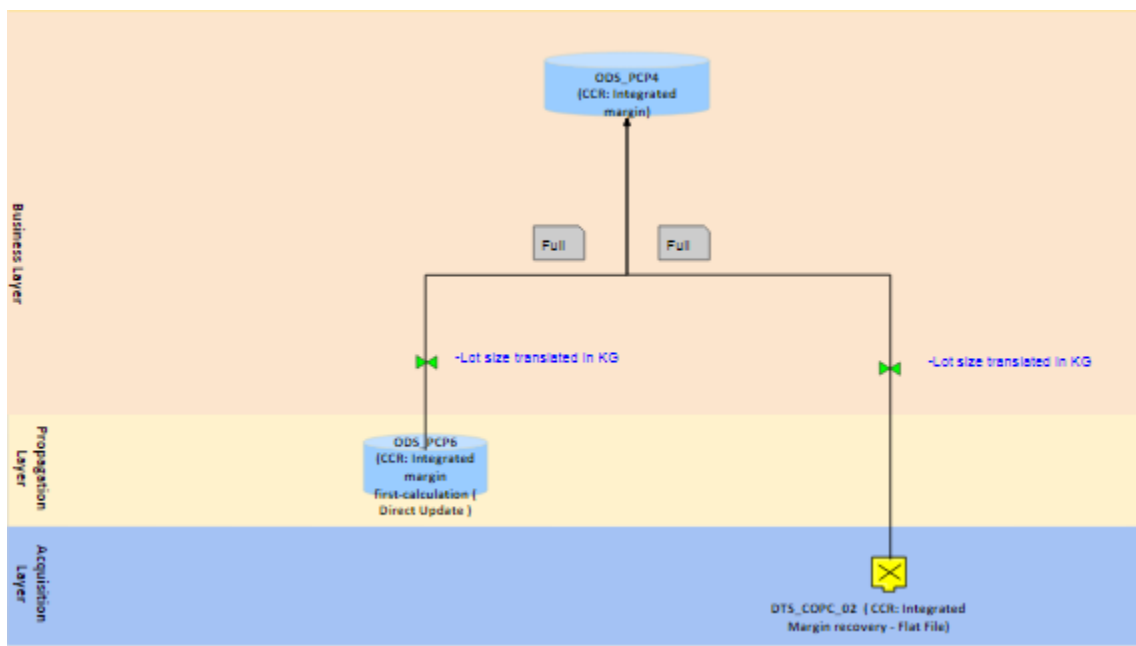 ODS_PCP4
(CCR: Integrated
margin)
Full
Full
Business Layer
-Lot size translated in KG
-Lot size translated in KG
Propagation
Layer
ODS_PCP6
(CCR: Integrated
margin
first-calculation (
Direct Update )
Acquisition
Layer
DTS_COPC_02 ( CCR: Integrated
Margin recovery - Flat File)